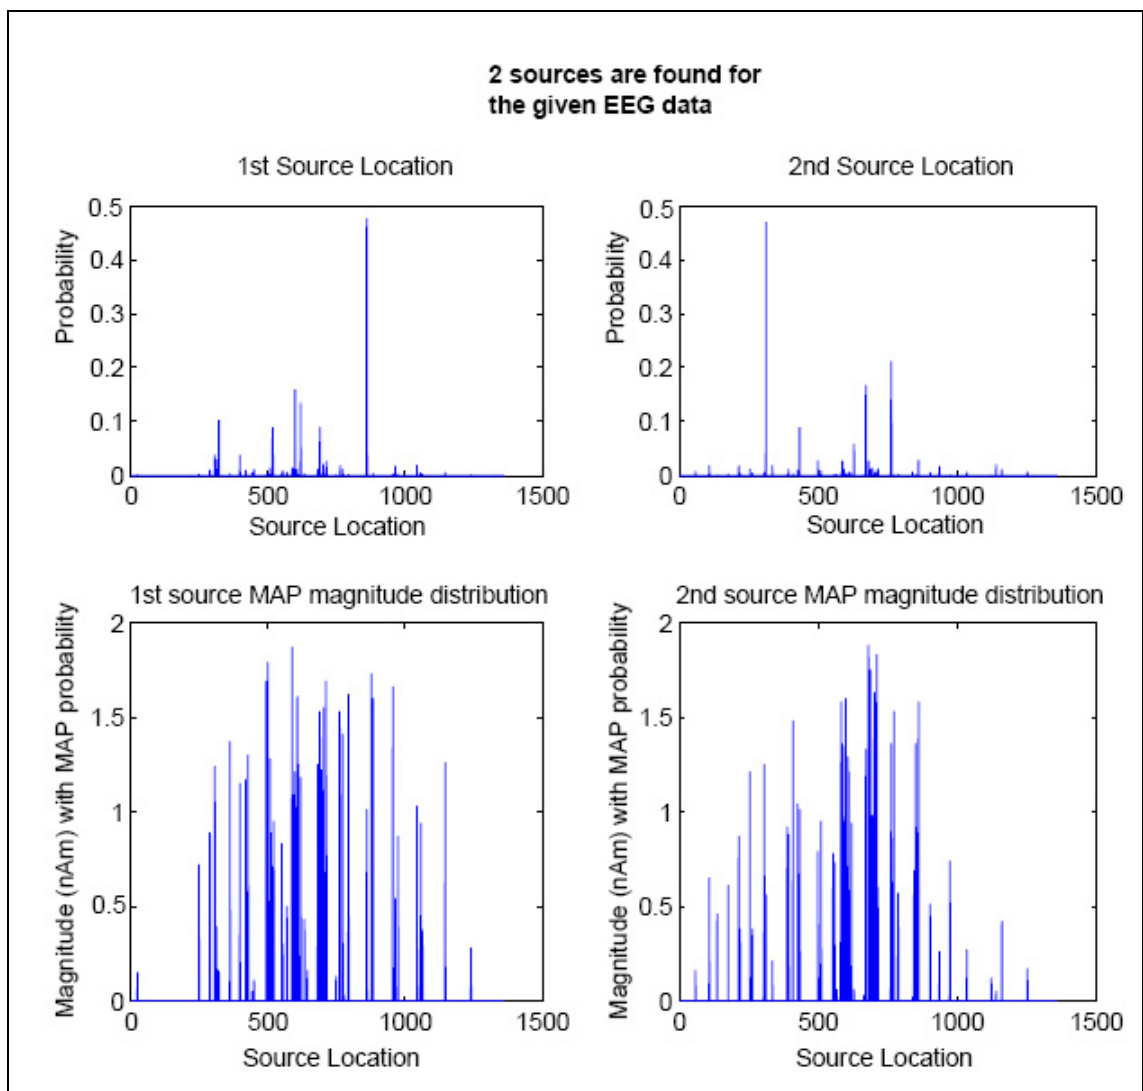 2 sources are found for
the given EEG data
1st Source Location
Probability
0.5
0.4
0.3
0.2
0.1
0
0
500
1000
1500
Source Location
2nd Source Location
Probability
0.5
0.4
0.3
0.2
0.1
0
0
500
1000
1500
Source Location
1st source MAP magnitude distribution
Magnitude (nAm) with MAP probability
2
1.5
1
0.5
0
0
500
1000
1500
Source Location
2nd source MAP magnitude distribution
Magnitude (nAm) with MAP probability
2
1.5
1
0.5
0
0
500
1000
1500
Source Location